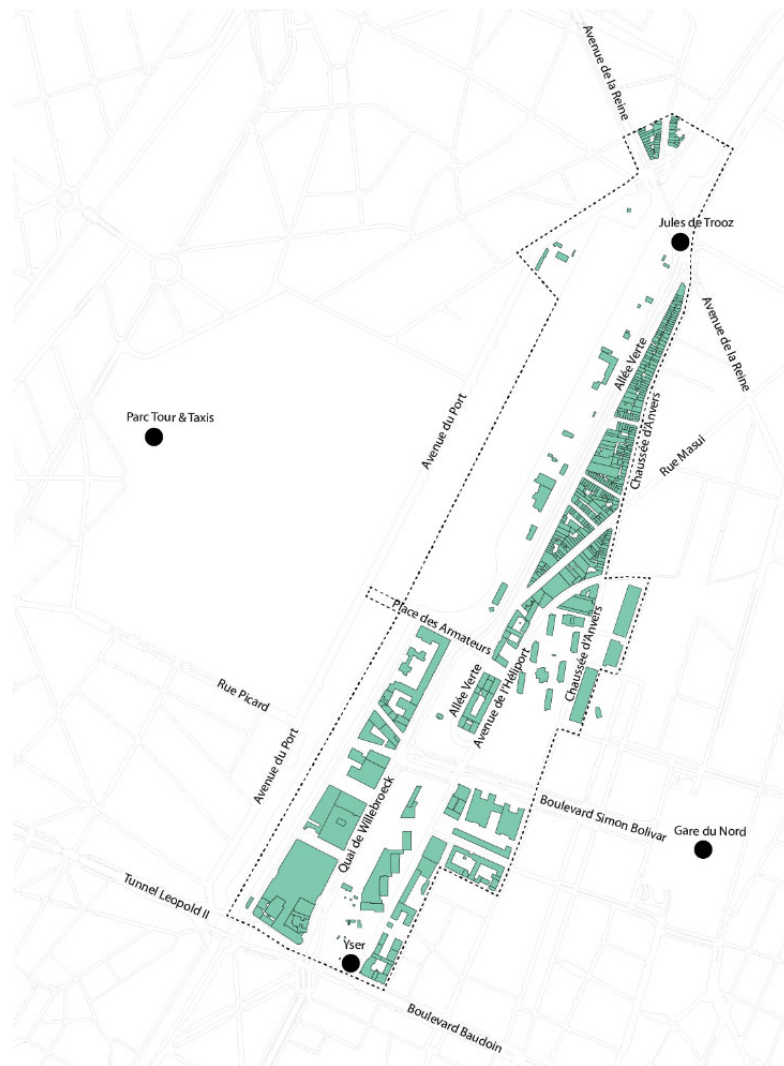 Avenue de la Reine
Jules de Trooz
Avenue de la Reine
Allée Verte
Parc Tour & Taxis
Avenue du Port
Chaussée d'Anvers
Rue Masui
Place des Armateurs
Chaussée d'Anvers
Rue Picard
Allée Verte
Avenue de l'Héliport
Avenue du Port
Quai de Willebroeck
Boulevard Simon Bolivar
Gare du Nord
Tunnel Leopold II
Yser
Boulevard Baudoin